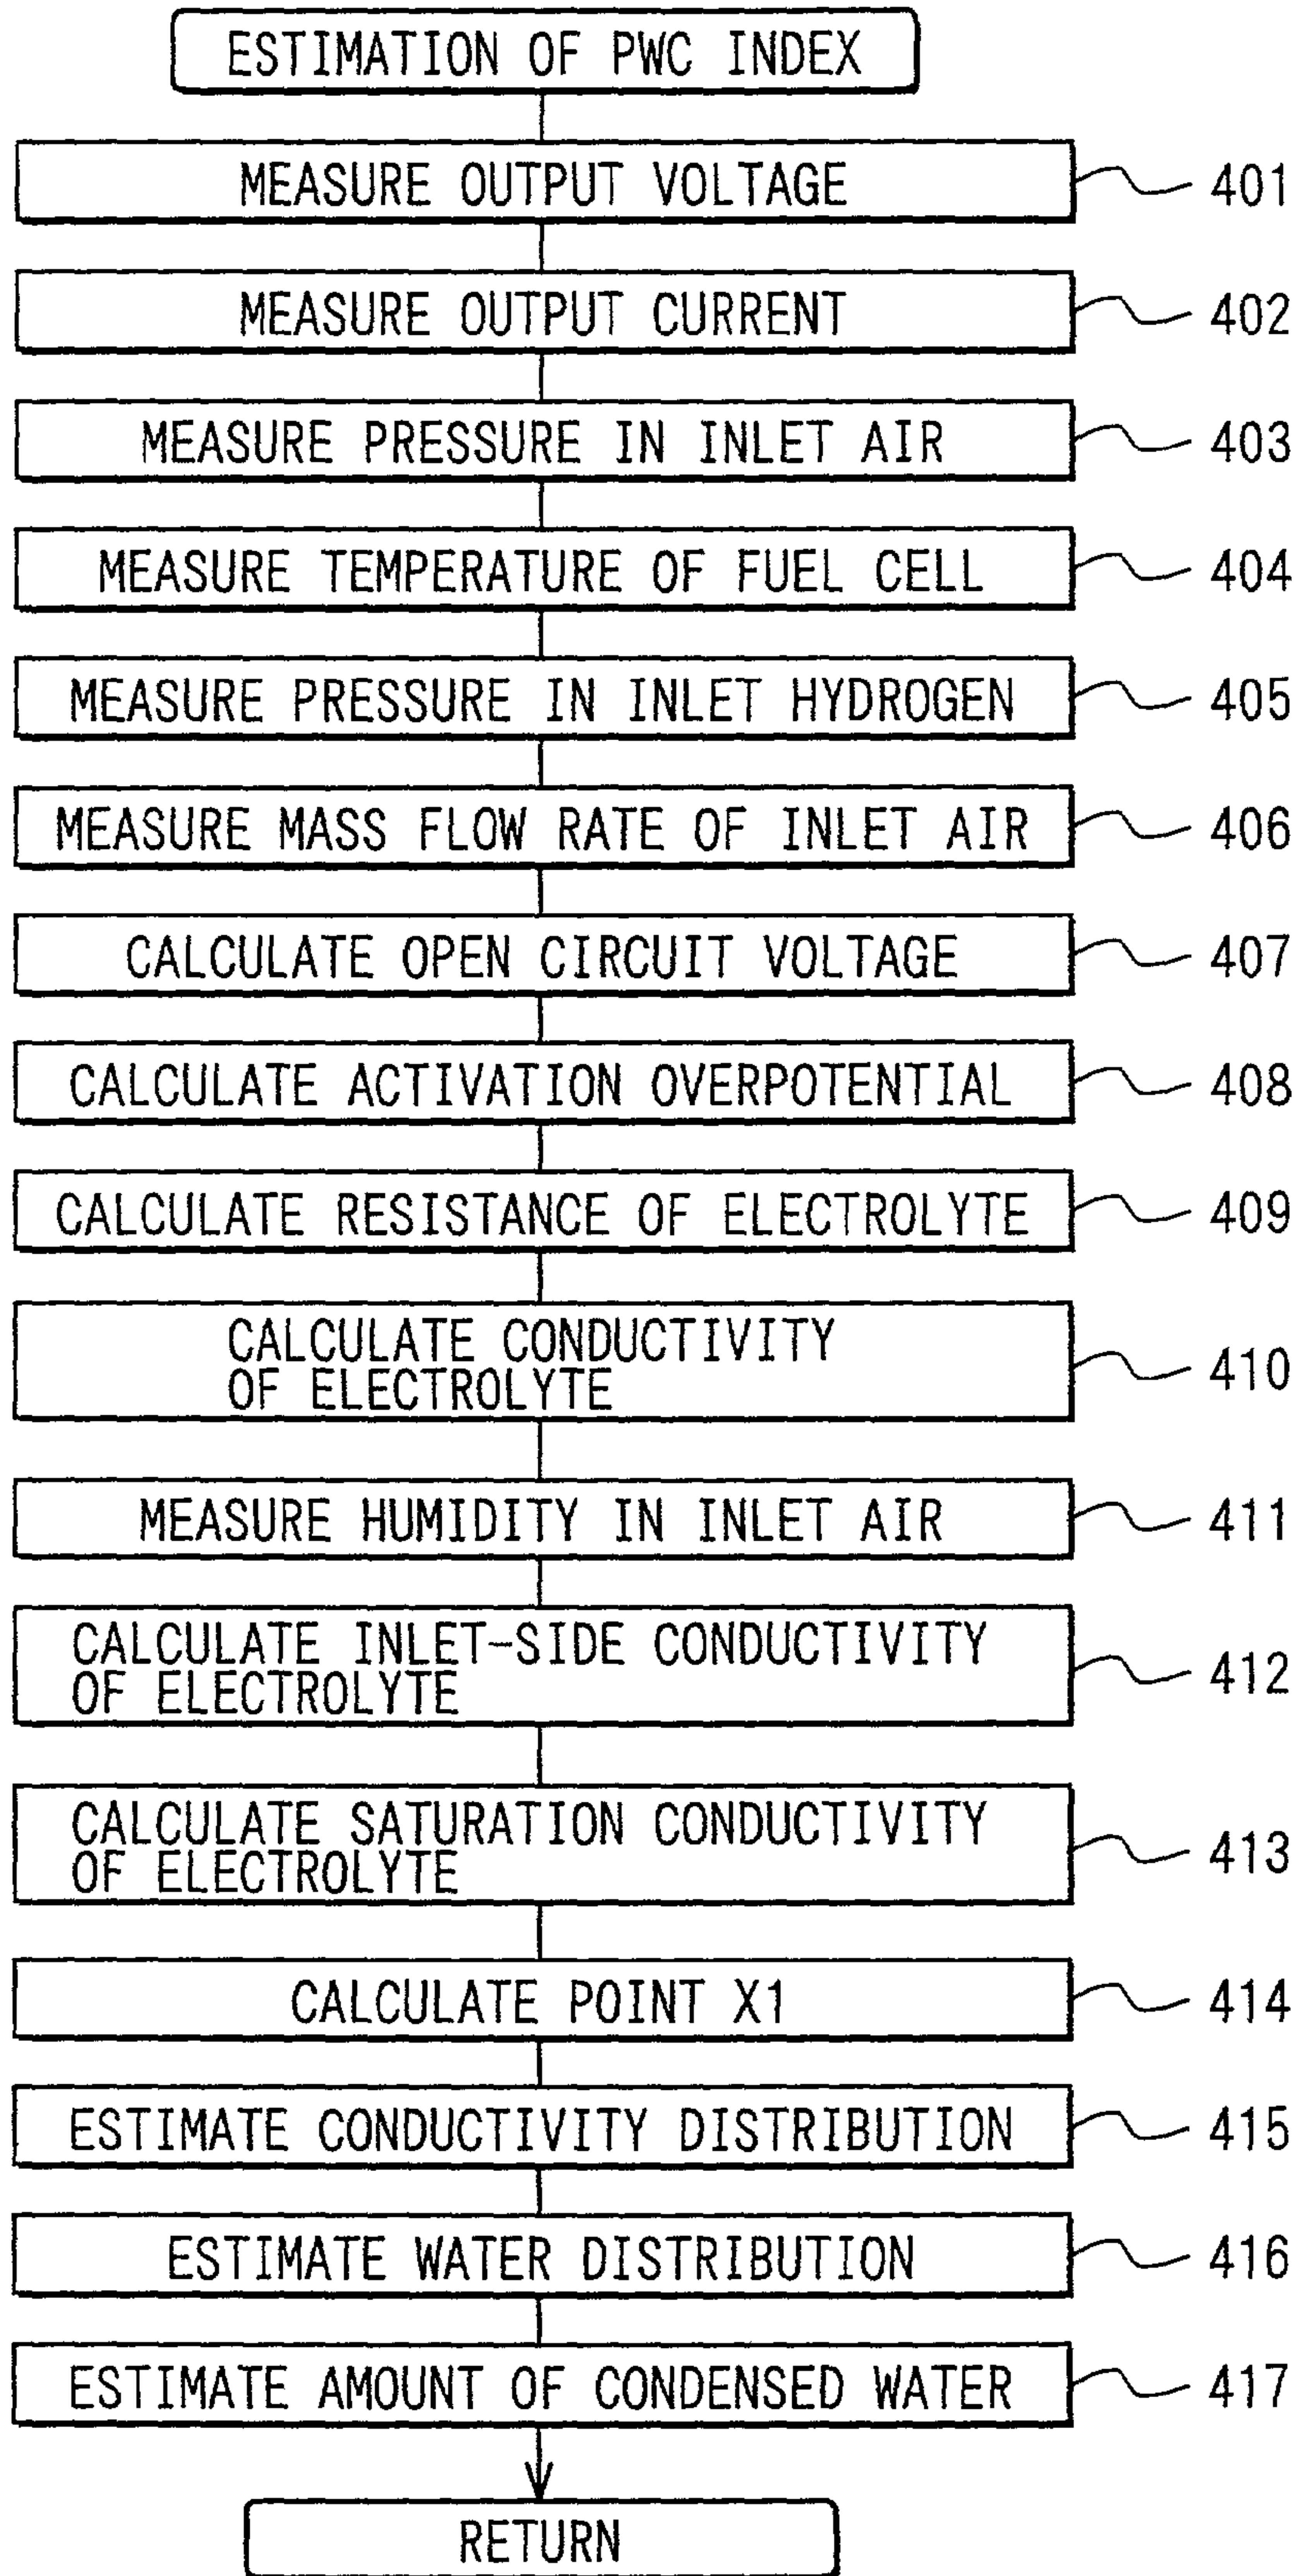 ESTIMATION OF PWC INDEX
MEASURE OUTPUT VOLTAGE 401
MEASURE OUTPUT CURRENT 402
MEASURE PRESSURE IN INLET AIR 403
MEASURE TEMPERATURE OF FUEL CELL 404
MEASURE PRESSURE IN INLET HYDROGEN 405
MEASURE MASS FLOW RATE OF INLET AIR 406
CALCULATE OPEN CIRCUIT VOLTAGE 407
CALCULATE ACTIVATION OVERPOTENTIAL 408
CALCULATE RESISTANCE OF ELECTROLYTE 409
CALCULATE CONDUCTIVITY
OF ELECTROLYTE 410
MEASURE HUMIDITY IN INLET AIR 411
CALCULATE INLET-SIDE CONDUCTIVITY
OF ELECTROLYTE 412
CALCULATE SATURATION CONDUCTIVITY
OF ELECTROLYTE 413
CALCULATE POINT X1 414
ESTIMATE CONDUCTIVITY DISTRIBUTION 415
ESTIMATE WATER DISTRIBUTION 416
ESTIMATE AMOUNT OF CONDENSED WATER 417
RETURN